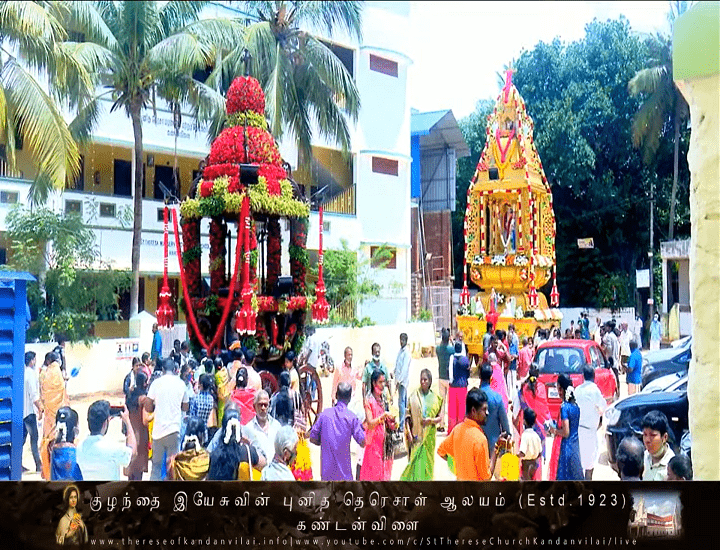 குழந்தை இயேசுவின் புனித தெரெசாள் ஆலயம் (Estd.1923)
கண்டன்விளை
www.thereseofkandanvilai.info|www.youtube.com/c/StThereseChurchKandanvilai/live